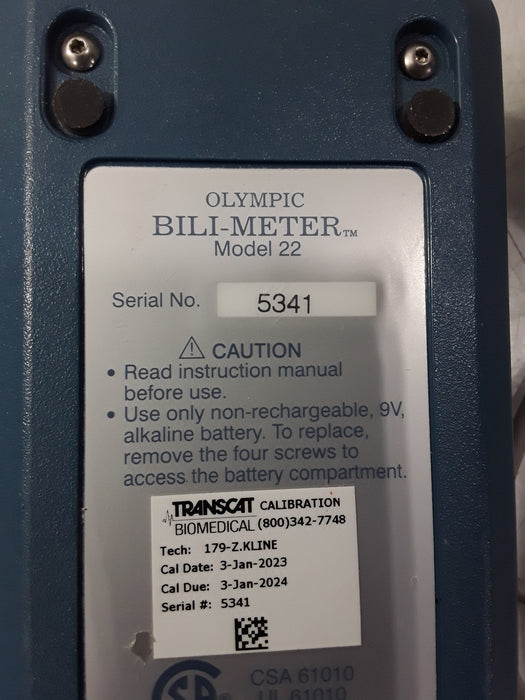 OLYMPIC
BILI-METER™
Model 22
Serial No. 5341
⚠ CAUTION
• Read instruction manual
before use.
• Use only non-rechargeable, 9V,
alkaline battery. To replace,
remove the four screws to
access the battery compartment.
TRANSCAT CALIBRATION
BIOMEDICAL (800)342-7748
Tech: 179-Z.KLINE
Cal Date: 3-Jan-2023
Cal Due: 3-Jan-2024
Serial #: 5341
SA® CSA 61010
UL 61010